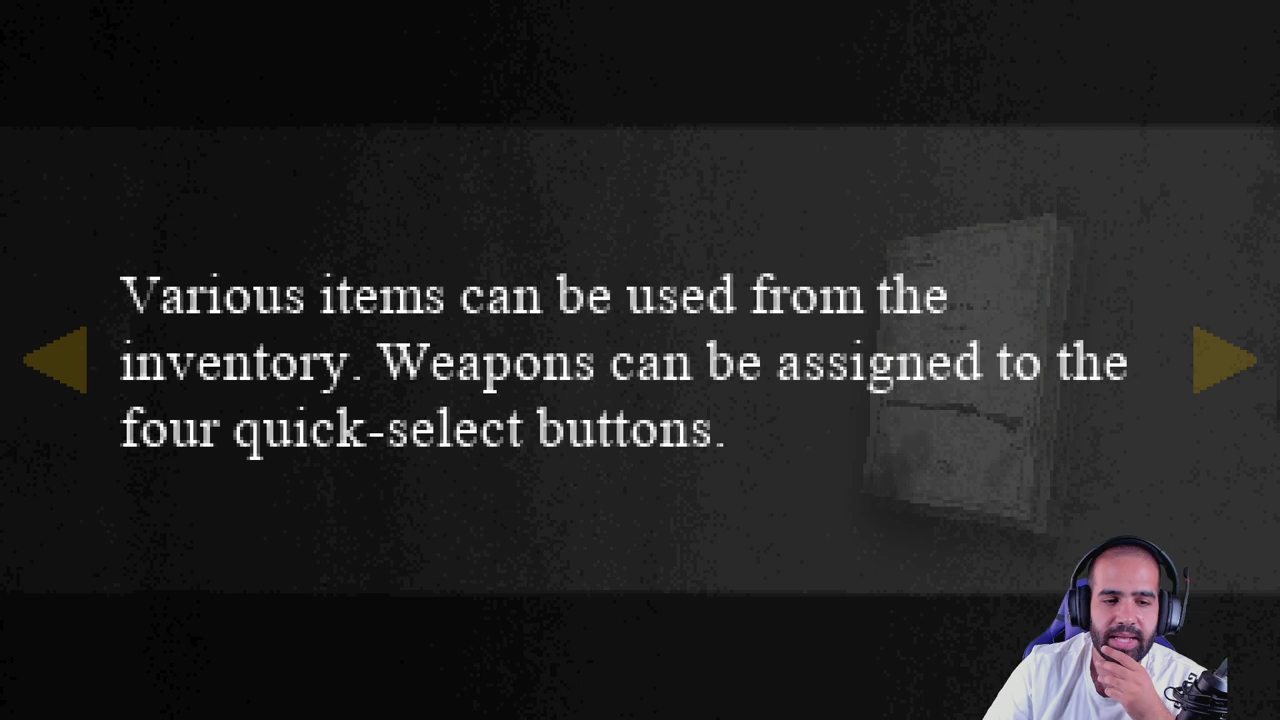 Various items can be used from the
inventory. Weapons can be assigned to the
four quick-select buttons.